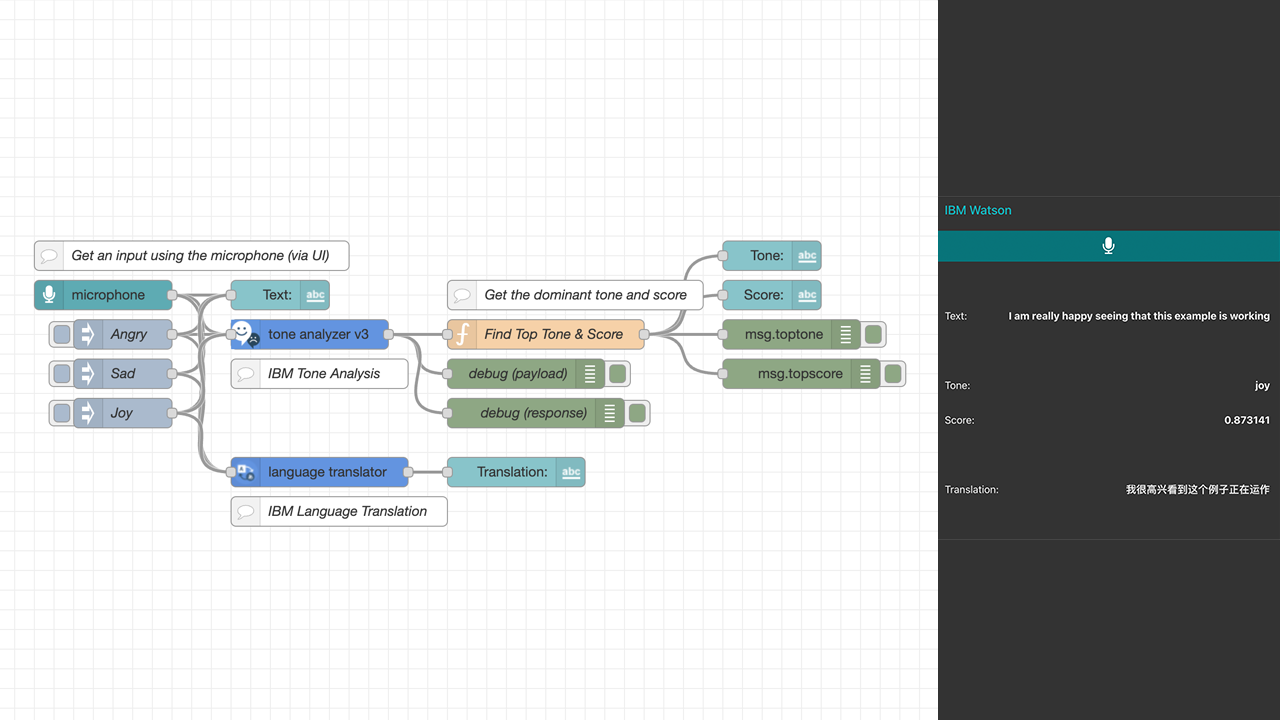 Get an input using the microphone (via UI)
microphone
Text:
abc
Angry
tone analyzer v3
Sad
IBM Tone Analysis
Joy
language translator
IBM Language Translation
Get the dominant tone and score
f
Find Top Tone & Score
debug (payload)
debug (response)
Translation:
abc
Tone:
abc
Score:
abc
msg.toptone
msg.topscore
IBM Watson
Text: I am really happy seeing that this example is working
Tone: joy
Score: 0.873141
Translation: 我很高兴看到这个例子正在运作